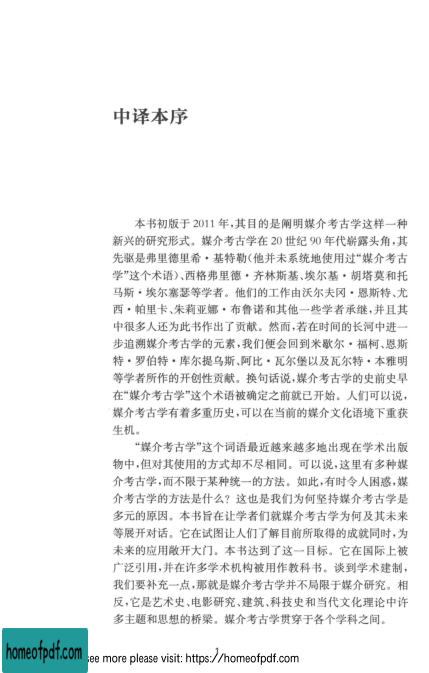 中译本序
本书初版于 2011 年,其目的是阐明媒介考古学这样一种
新兴的研究形式。媒介考古学在 20 世纪 90 年代崭露头角,其
先驱是弗里德里希·基特勒(他并未系统地使用过“媒介考古
学”这个术语)、西格弗里德·齐林斯基、埃尔基·胡塔莫和托
马斯·埃尔塞瑟等学者。他们的工作由沃尔夫冈·恩斯特、尤
西·帕里卡、朱莉亚娜·布鲁诺和其他一些学者承继,并且其
中很多人还为此书作出了贡献。然而,若在时间的长河中进一
步追溯媒介考古学的元素,我们便会回到米歇尔·福柯、恩斯
特·罗伯特·库尔提乌斯、阿比·瓦尔堡以及瓦尔特·本雅明
等学者所作的开创性贡献。换句话说,媒介考古学的史前史早
在“媒介考古学”这个术语被确定之前就已开始。人们可以说,
媒介考古学有着多重历史,可以在当前的媒介文化语境下重获
生机。
“媒介考古学”这个词语最近越来越多地出现在学术出版
物中,但对其使用的方式却不尽相同。可以说,这里有多种媒
介考古学,而不限于某种统一的方法。如此,有时令人困惑,媒
介考古学的方法是什么? 这也是我们为何坚持媒介考古学是
多元的原因。本书旨在让学者们就媒介考古学为何及其未来
等展开对话。它在试图让人们了解目前所取得的成就同时,为
未来的应用敞开大门。本书达到了这一目标。它在国际上被
广泛引用,并在许多学术机构被用作教科书。谈到学术建制,
我们要补充一点,那就是媒介考古学并不局限于媒介研究。相
反,它是艺术史、电影研究、建筑、科技史和当代文化理论中许
多主题和思想的桥梁。媒介考古学贯穿于各个学科之间。
1
homeofpdf.com
see more please visit: https://homeofpdf.com